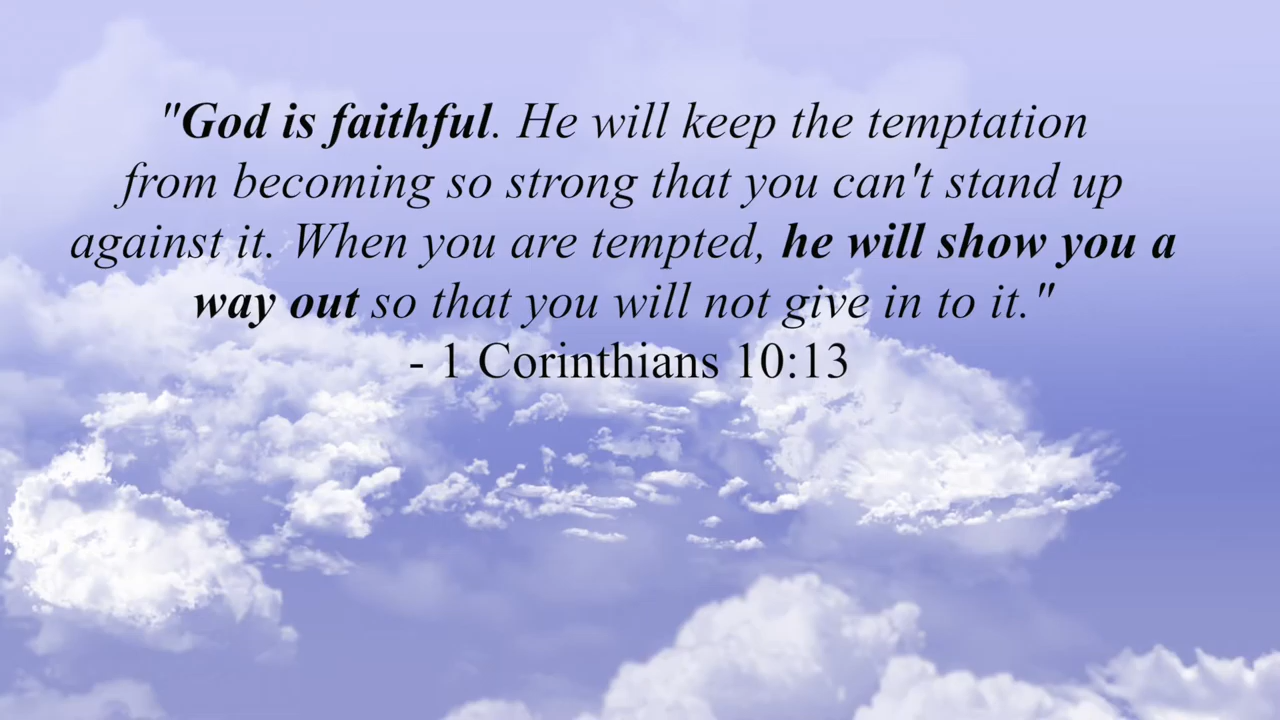 "God is faithful. He will keep the temptation
from becoming so strong that you can't stand up
against it. When you are tempted, he will show you a
way out so that you will not give in to it."
- 1 Corinthians 10:13